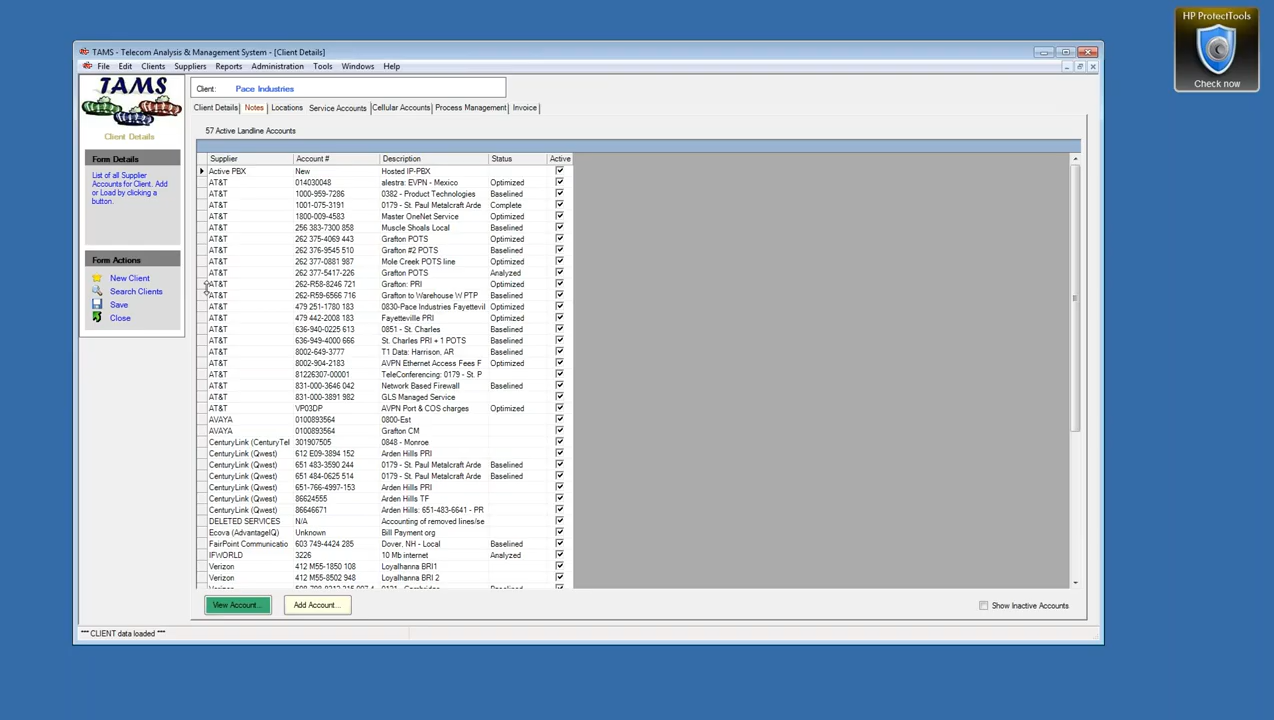 HP ProtectTools
Check now
TAMS - Telecom Analysis & Management System - [Client Details]
File Edit Clients Suppliers Reports Administration Tools Windows Help
TAMS
Client Details
Form Details
List of all Supplier
Accounts for Client. Add
or Load by clicking a
button.
Form Actions
New Client
Search Clients
Save
Close
Client: Pace Industries
Client Details Notes Locations Service Accounts Cellular Accounts Process Management Invoice
57 Active Landline Accounts
Supplier Account # Description Status Active
Active PBX New Hosted IP-PBX
AT&T 014030048 alestra: EVPN - Mexico Optimized
AT&T 1000-959-7286 0382 - Product Technologies Baselined
AT&T 1001-075-3191 0179 - St. Paul Metalcraft Arde Complete
AT&T 1800-009-4583 Master OneNet Service Optimized
AT&T 256 383-7300 858 Muscle Shoals Local Baselined
AT&T 262 375-4069 443 Grafton POTS Optimized
AT&T 262 376-9545 510 Grafton #2 POTS Baselined
AT&T 262 377-0881 987 Mole Creek POTS line Optimized
AT&T 262 377-5417-226 Grafton POTS Analyzed
AT&T 262-R58-8246 721 Grafton: PRI Optimized
AT&T 262-R59-6566 716 Grafton to Warehouse W PTP Baselined
AT&T 479 251-1780 183 0830-Pace Industries Fayettevil Optimized
AT&T 479 442-2008 183 Fayetteville PRI Optimized
AT&T 636-940-0225 613 0851 - St. Charles Baselined
AT&T 636-949-4000 666 St. Charles PRI + 1 POTS Baselined
AT&T 8002-649-3777 T1 Data: Harrison, AR Baselined
AT&T 8002-904-2183 AVPN Ethernet Access Fees F Optimized
AT&T 81226307-00001 TeleConferencing: 0179 - St. P
AT&T 831-000-3646 042 Network Based Firewall Baselined
AT&T 831-000-3891 982 GLS Managed Service
AT&T VP03DP AVPN Port & COS charges Optimized
AVAYA 0100893564 0800-Est
AVAYA 0100893564 Grafton CM
CenturyLink (CenturyTel 301907505 0848 - Monroe
CenturyLink (Qwest) 612 E09-3894 152 Arden Hills PRI
CenturyLink (Qwest) 651 483-3590 244 0179 - St. Paul Metalcraft Arde Baselined
CenturyLink (Qwest) 651 484-0625 514 0179 - St. Paul Metalcraft Arde Baselined
CenturyLink (Qwest) 651-766-4997-153 Arden Hills PRI
CenturyLink (Qwest) 86624555 Arden Hills TF
CenturyLink (Qwest) 86646671 Arden Hills: 651-483-6641 - PR
DELETED SERVICES N/A Accounting of removed lines/se
Ecova (AdvantageIQ) Unknown Bill Payment org
FairPoint Communicatio 603 749-4424 285 Dover, NH - Local Baselined
IFWORLD 3226 10 Mb internet Analyzed
Verizon 412 M55-1850 108 Loyalhanna BRI1
Verizon 412 M55-8502 948 Loyalhanna BRI 2
View Account... Add Account... Show Inactive Accounts
*** CLIENT data loaded ***